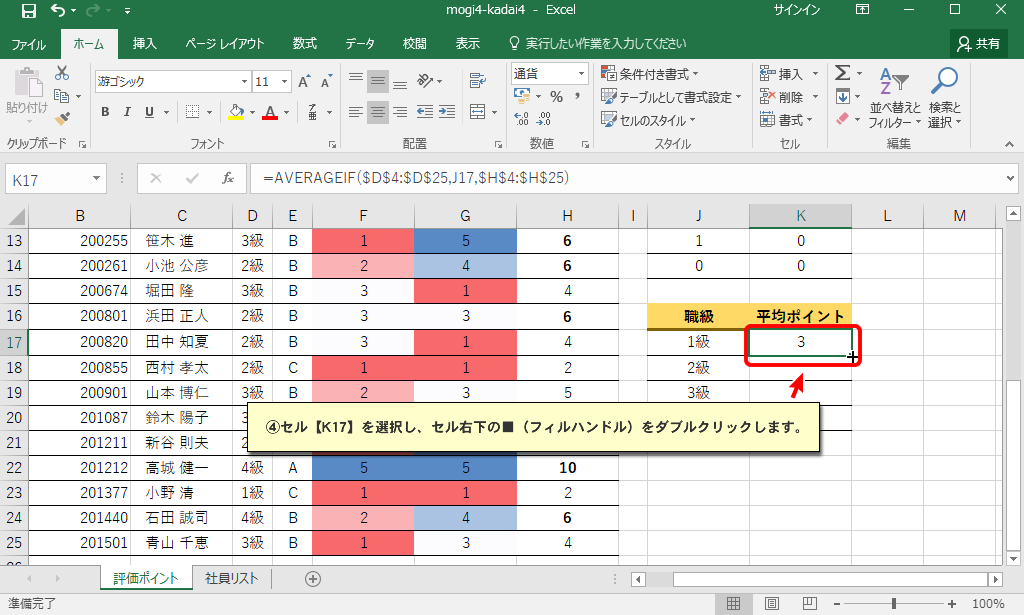 mogi4-kadai4 - Excel サインイン
ファイル ホーム 挿入 ページ レイアウト 数式 データ 校閲 表示 実行したい作業を入力してください 共有
貼り付け 游ゴシック 11 A A 通貨 条件付き書式 挿入 Σ
B I U A % , テーブルとして書式設定 削除 並べ替えと フィルター 検索と 選択
セルのスタイル 書式
クリップボード フォント 配置 数値 スタイル セル 編集
K17 fx =AVERAGEIF($D$4:$D$25,J17,$H$4:$H$25)
B C D E F G H I J K L M
13 200255 笹木 進 3級 B 1 5 6 1 0
14 200261 小池 公彦 2級 B 2 4 6 0 0
15 200674 堀田 隆 3級 B 3 1 4
16 200801 浜田 正人 2級 B 3 3 6 職級 平均ポイント
17 200820 田中 知夏 2級 B 3 1 4 1級 3
18 200855 西村 孝太 2級 C 1 1 2 2級
19 200901 山本 博仁 3級 B 2 3 5 3級
20 201087 鈴木 陽子
21 201211 新谷 則夫
④セル【K17】を選択し、セル右下の■（フィルハンドル）をダブルクリックします。
22 201212 高城 健一 4級 A 5 5 10
23 201377 小野 清 1級 C 1 1 2
24 201440 石田 誠司 4級 B 2 4 6
25 201501 青山 千恵 3級 B 1 3 4
評価ポイント 社員リスト
準備完了 100%